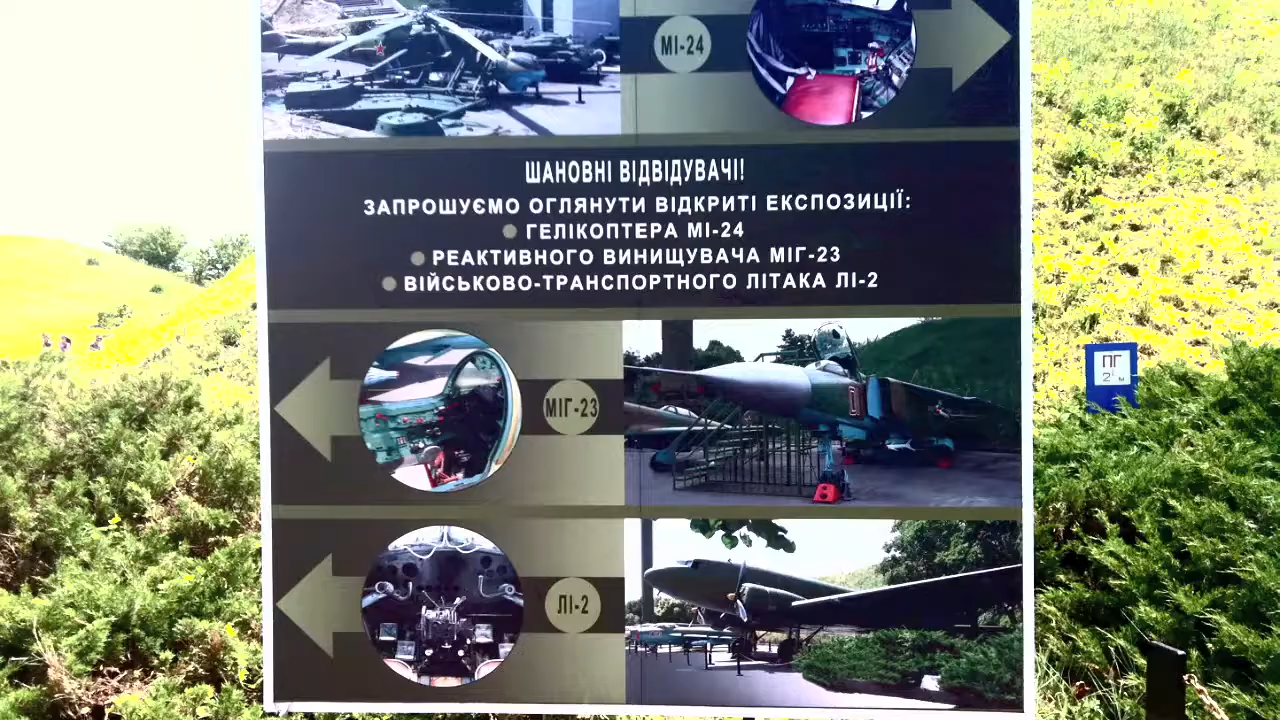 МІ-24
ШАНОВНІ ВІДВІДУВАЧІ!
ЗАПРОШУЄМО ОГЛЯНУТИ ВІДКРИТІ ЕКСПОЗИЦІЇ:
ГЕЛІКОПТЕРА МІ-24
РЕАКТИВНОГО ВИНИЩУВАЧА МІГ-23
ВІЙСЬКОВО-ТРАНСПОРТНОГО ЛІТАКА ЛІ-2
МІГ-23
ПГ
ЛІ-2